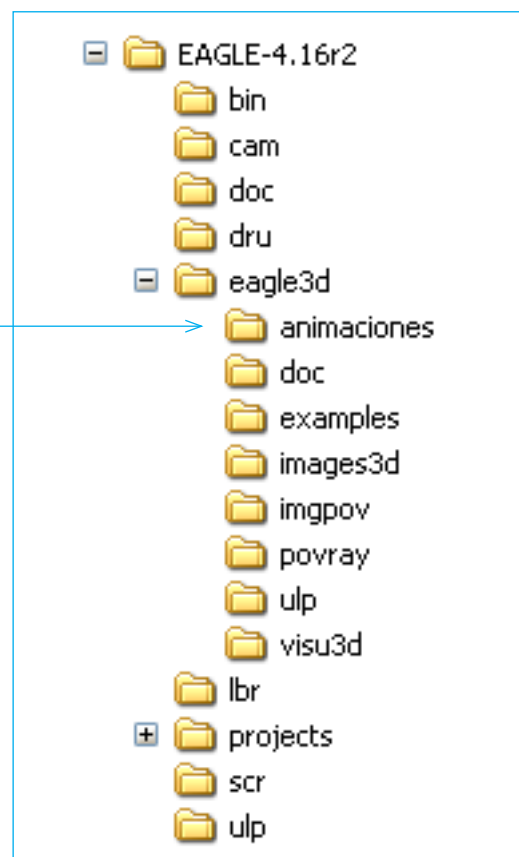 EAGLE-4.16r2
bin
cam
doc
dru
eagle3d
animaciones
doc
examples
images3d
imgpov
povray
ulp
visu3d
lbr
projects
scr
ulp